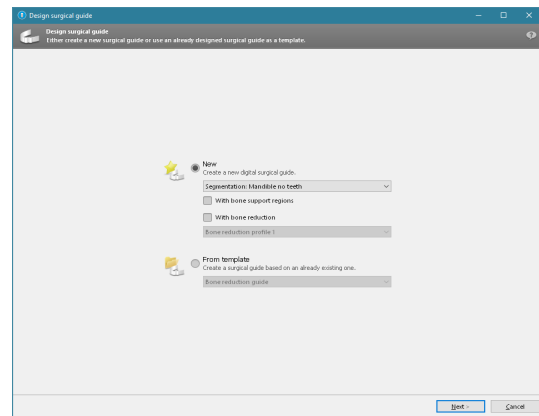 Design surgical guide
Design surgical guide
Either create a new surgical guide or use an already designed surgical guide as a template.
New
Create a new digital surgical guide.
Segmentation: Mandible no teeth
With bone support regions
With bone reduction
Bone reduction profile 1
From template
Create a surgical guide based on an already existing one.
Bone reduction guide
Next >
Cancel